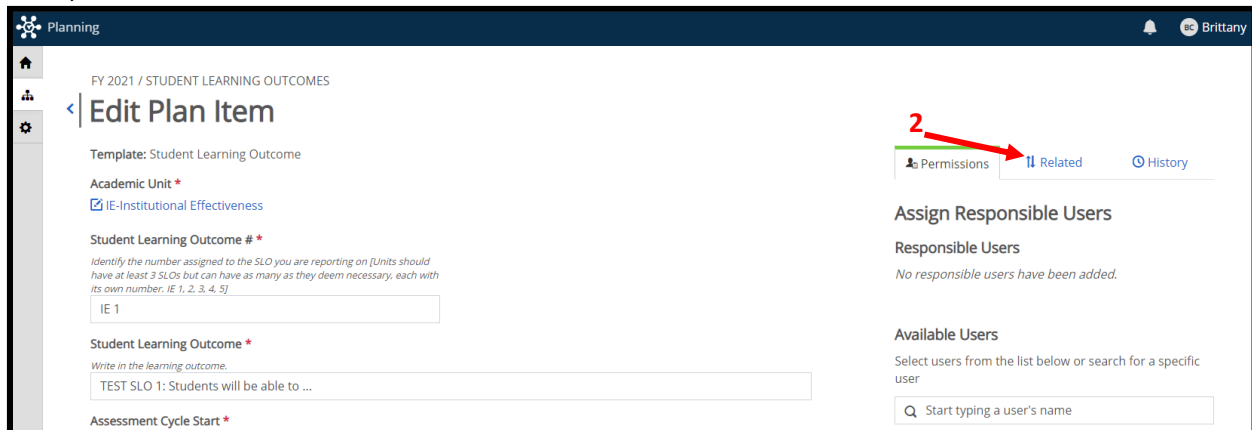 Planning
BC Brittany
FY 2021 / STUDENT LEARNING OUTCOMES
Edit Plan Item
Template: Student Learning Outcome
Academic Unit *
IE-Institutional Effectiveness
Student Learning Outcome # *
Identify the number assigned to the SLO you are reporting on [Units should
have at least 3 SLOs but can have as many as they deem necessary, each with
its own number. IE 1, 2, 3, 4, 5]
IE 1
Student Learning Outcome *
Write in the learning outcome.
TEST SLO 1: Students will be able to ...
Assessment Cycle Start *
2
Permissions Related History
Assign Responsible Users
Responsible Users
No responsible users have been added.
Available Users
Select users from the list below or search for a specific
user
Start typing a user's name